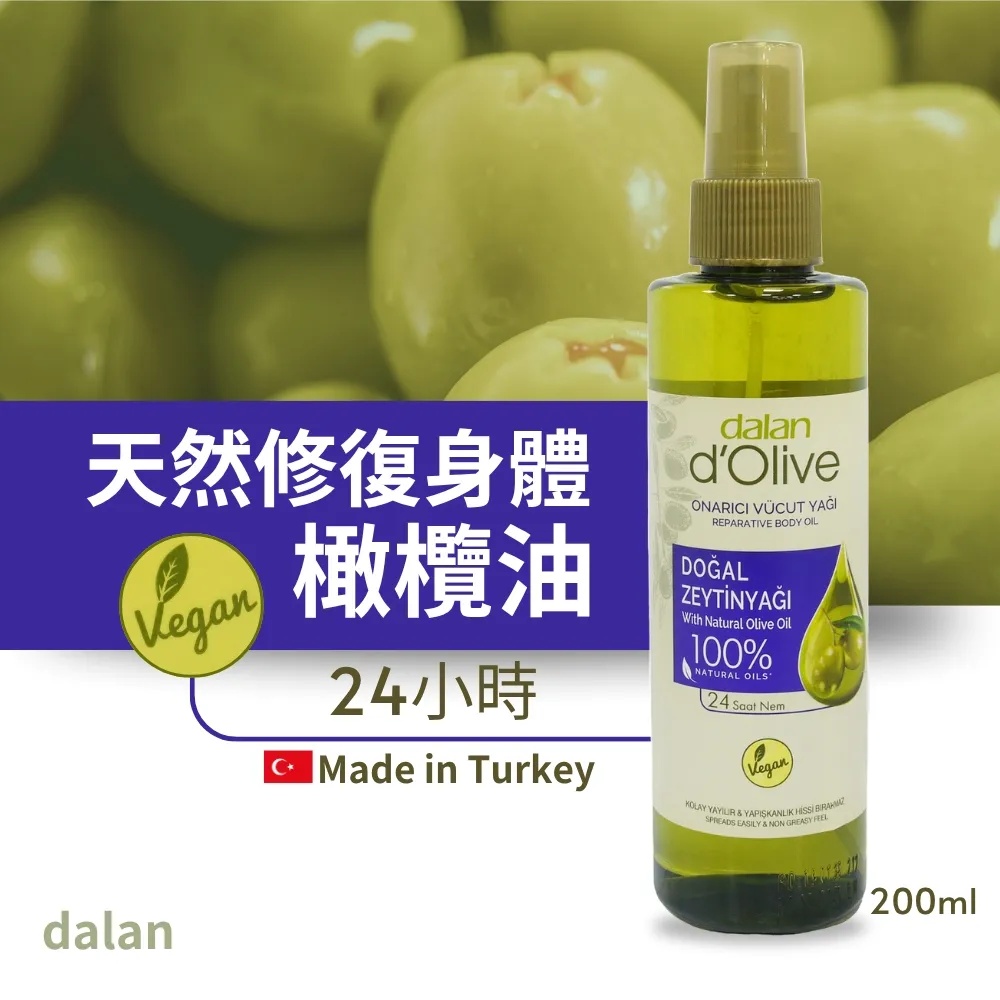 天然修復身體
橄欖油
Vegan
24小時
Made in Turkey
dalan
d'Olive
ONARICI VÜCUT YAĞI
REPARATIVE BODY OIL
DOĞAL
ZEYTİNYAĞI
With Natural Olive Oil
100%
NATURAL OILS*
24 Saat Nem
Vegan
KOLAY YAYILIR & YAPIŞKANLIK HİSSİ BIRAKMAZ
SPREADS EASILY & NON GREASY FEEL
200ml
dalan